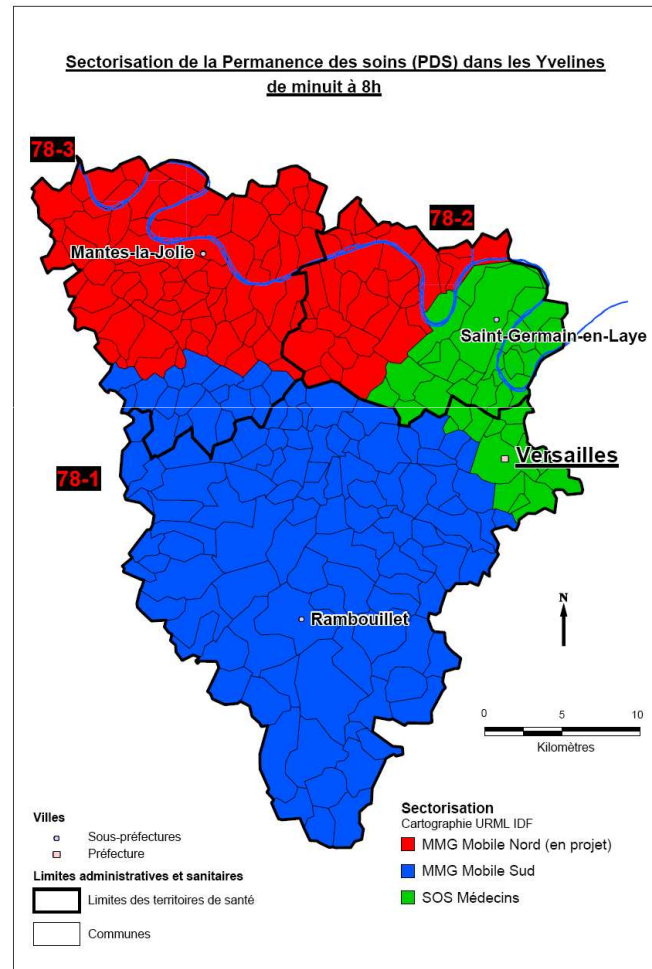 Sectorisation de la Permanence des soins (PDS) dans les Yvelines
de minuit à 8h
78-3
78-2
Mantes-la-Jolie
Saint-Germain-en-Laye
Versailles
78-1
Rambouillet
N
0 5 10
Kilomètres
Villes
Sous-préfectures
Préfecture
Limites administratives et sanitaires
Limites des territoires de santé
Communes
Sectorisation
Cartographie URML IDF
MMG Mobile Nord (en projet)
MMG Mobile Sud
SOS Médecins